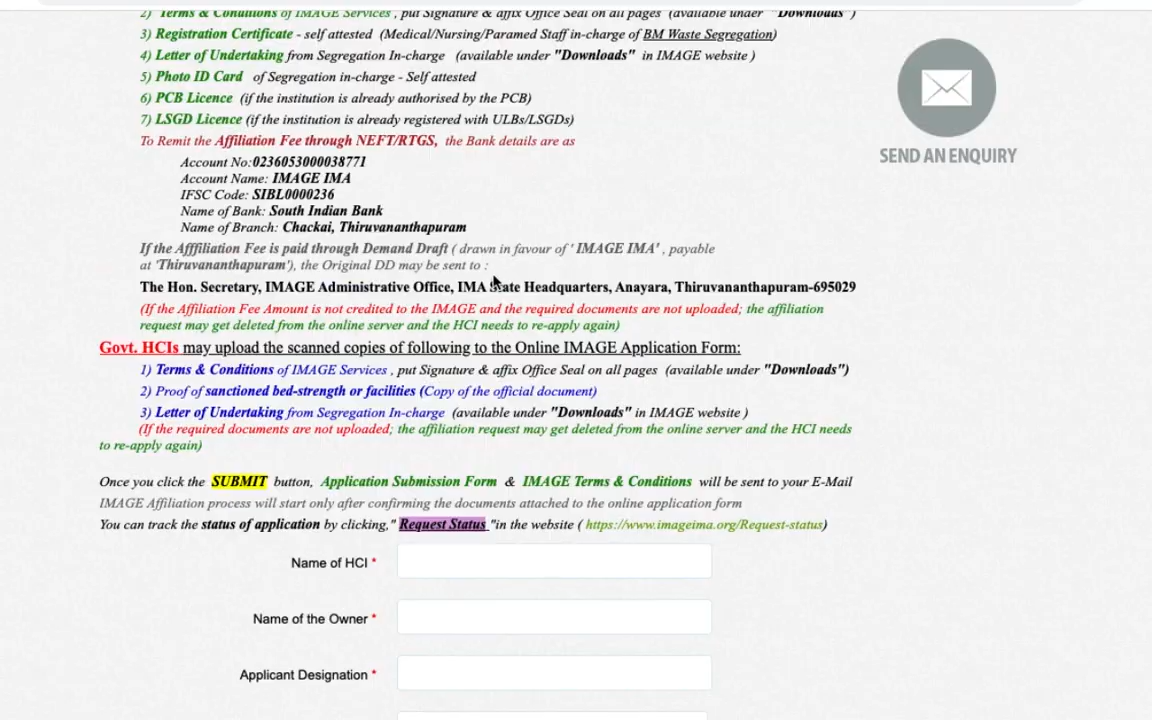 2) Terms & Conditions of IMAGE Services , put Signature & affix Office Seal on all pages (available under "Downloads" )
3) Registration Certificate - self attested (Medical/Nursing/Paramed Staff in-charge of BM Waste Segregation)
4) Letter of Undertaking from Segregation In-charge (available under "Downloads" in IMAGE website )
5) Photo ID Card of Segregation in-charge - Self attested
6) PCB Licence (if the institution is already authorised by the PCB)
7) LSGD Licence (if the institution is already registered with ULBs/LSGDs)
To Remit the Affiliation Fee through NEFT/RTGS, the Bank details are as
Account No:0236053000038771
Account Name: IMAGE IMA
IFSC Code: SIBL0000236
Name of Bank: South Indian Bank
Name of Branch: Chackai, Thiruvananthapuram
If the Afffiliation Fee is paid through Demand Draft ( drawn in favour of ' IMAGE IMA' , payable
at 'Thiruvananthapuram'), the Original DD may be sent to :
The Hon. Secretary, IMAGE Administrative Office, IMA State Headquarters, Anayara, Thiruvananthapuram-695029
(If the Affiliation Fee Amount is not credited to the IMAGE and the required documents are not uploaded; the affiliation
request may get deleted from the online server and the HCI needs to re-apply again)
Govt. HCIs may upload the scanned copies of following to the Online IMAGE Application Form:
1) Terms & Conditions of IMAGE Services , put Signature & affix Office Seal on all pages (available under "Downloads")
2) Proof of sanctioned bed-strength or facilities (Copy of the official document)
3) Letter of Undertaking from Segregation In-charge (available under "Downloads" in IMAGE website )
(If the required documents are not uploaded; the affiliation request may get deleted from the online server and the HCI needs
to re-apply again)
Once you click the SUBMIT button, Application Submission Form & IMAGE Terms & Conditions will be sent to your E-Mail
IMAGE Affiliation process will start only after confirming the documents attached to the online application form
You can track the status of application by clicking," Request Status "in the website ( https://www.imageima.org/Request-status)
Name of HCI *
Name of the Owner *
Applicant Designation *
SEND AN ENQUIRY